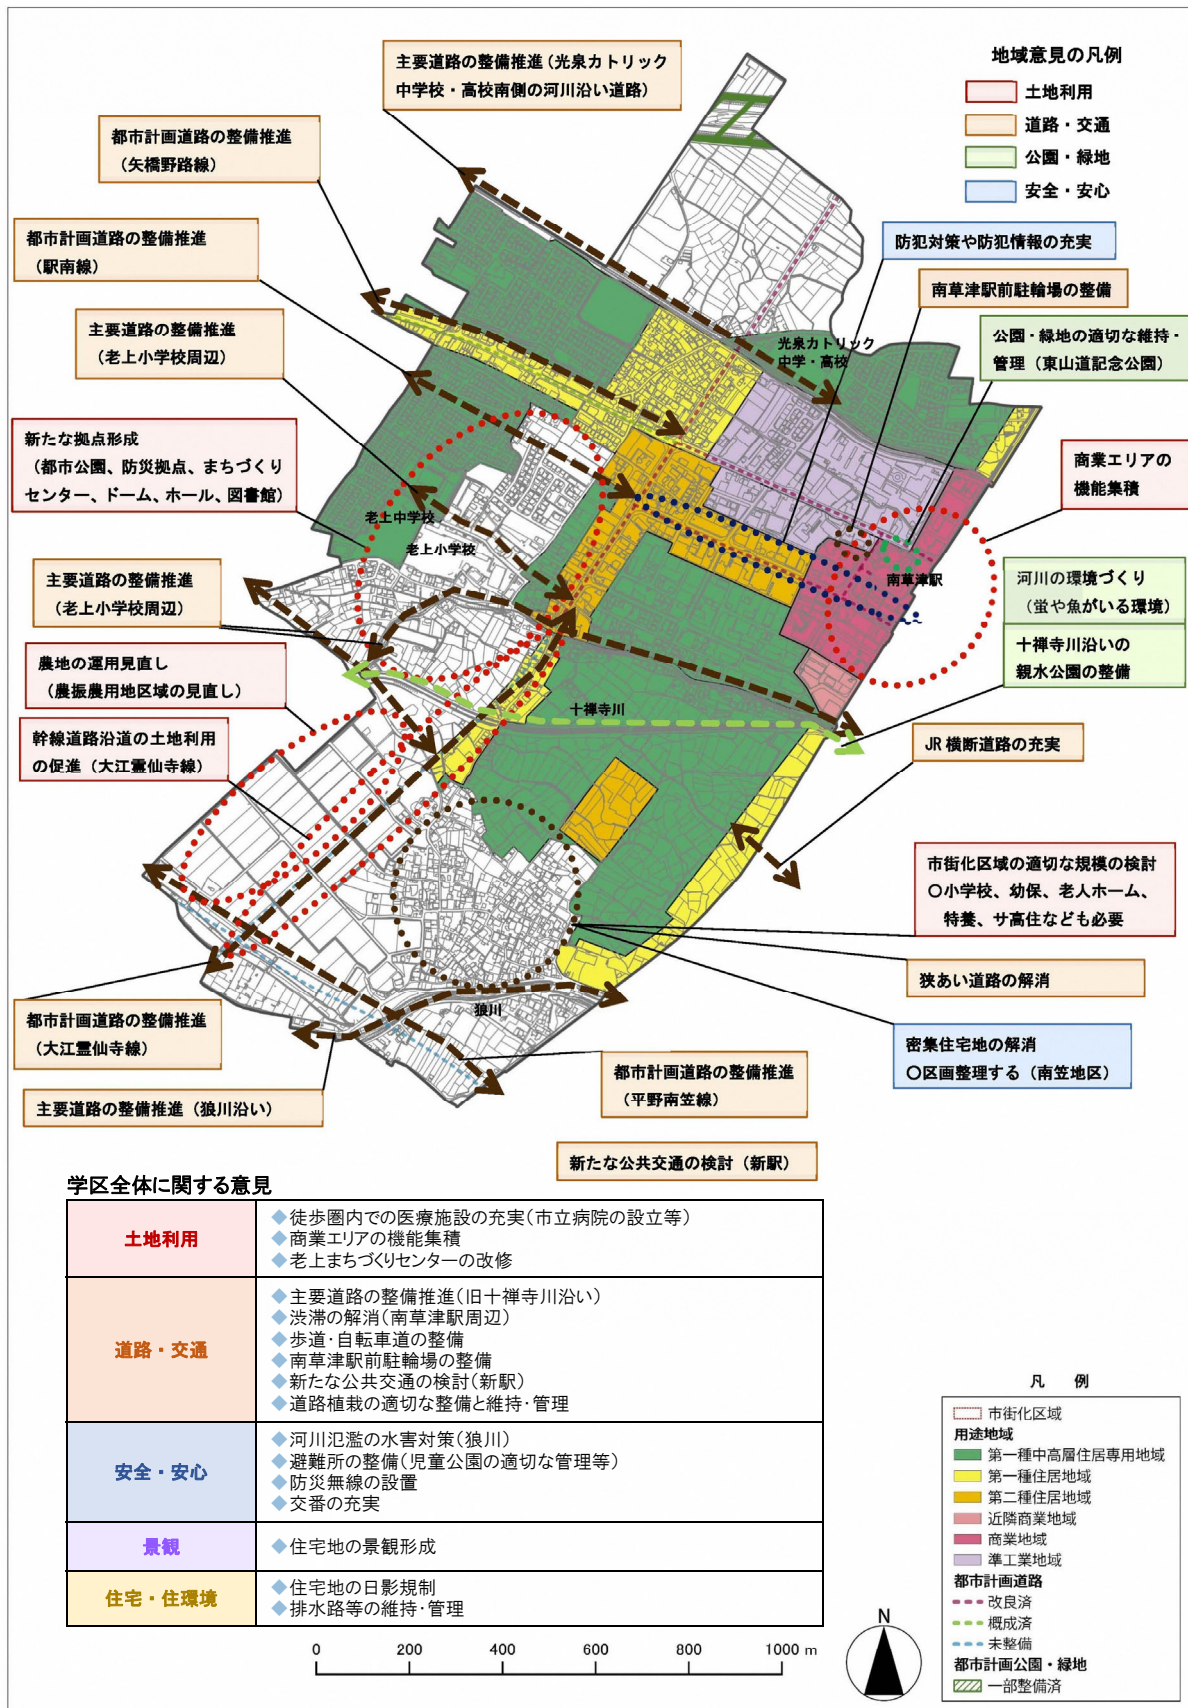 主要道路の整備推進（光泉カトリック
中学校・高校南側の河川沿い道路）
地域意見の凡例
土地利用
道路・交通
公園・緑地
安全・安心
都市計画道路の整備推進
（矢橋野路線）
都市計画道路の整備推進
（駅南線）
主要道路の整備推進
（老上小学校周辺）
新たな拠点形成
（都市公園、防災拠点、まちづくり
センター、ドーム、ホール、図書館）
主要道路の整備推進
（老上小学校周辺）
農地の運用見直し
（農振農用地区域の見直し）
幹線道路沿道の土地利用
の促進（大江霊仙寺線）
都市計画道路の整備推進
（大江霊仙寺線）
主要道路の整備推進（狼川沿い）
防犯対策や防犯情報の充実
南草津駅前駐輪場の整備
公園・緑地の適切な維持・
管理（東山道記念公園）
商業エリアの
機能集積
河川の環境づくり
（蛍や魚がいる環境）
十禅寺川沿いの
親水公園の整備
JR 横断道路の充実
市街化区域の適切な規模の検討
〇小学校、幼保、老人ホーム、
特養、サ高住なども必要
狭あい道路の解消
密集住宅地の解消
〇区画整理する（南笠地区）
都市計画道路の整備推進
（平野南笠線）
新たな公共交通の検討（新駅）
光泉カトリック
中学・高校
老上中学校
老上小学校
南草津駅
十禅寺川
狼川
学区全体に関する意見
土地利用
◆徒歩圏内での医療施設の充実（市立病院の設立等）
◆商業エリアの機能集積
◆老上まちづくりセンターの改修
道路・交通
◆主要道路の整備推進（旧十禅寺川沿い）
◆渋滞の解消（南草津駅周辺）
◆歩道・自転車道の整備
◆南草津駅前駐輪場の整備
◆新たな公共交通の検討（新駅）
◆道路植栽の適切な整備と維持・管理
安全・安心
◆河川氾濫の水害対策（狼川）
◆避難所の整備（児童公園の適切な管理等）
◆防災無線の設置
◆交番の充実
景観
◆住宅地の景観形成
住宅・住環境
◆住宅地の日影規制
◆排水路等の維持・管理
0 200 400 600 800 1000 m
N
凡 例
市街化区域
用途地域
第一種中高層住居専用地域
第一種住居地域
第二種住居地域
近隣商業地域
商業地域
準工業地域
都市計画道路
改良済
概成済
未整備
都市計画公園・緑地
一部整備済